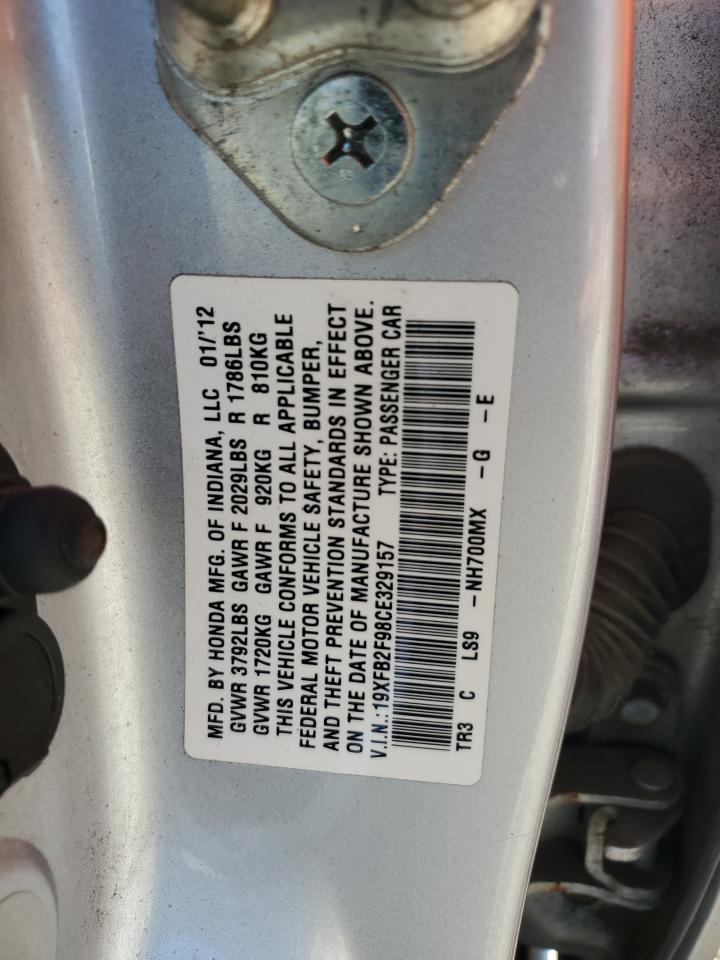 MFD. BY HONDA MFG. OF INDIANA, LLC 01/'12
GVWR 3792LBS GAWR F 2029LBS R 1786LBS
GVWR 1720KG GAWR F 920KG R 810KG
THIS VEHICLE CONFORMS TO ALL APPLICABLE
FEDERAL MOTOR VEHICLE SAFETY, BUMPER,
AND THEFT PREVENTION STANDARDS IN EFFECT
ON THE DATE OF MANUFACTURE SHOWN ABOVE.
V.I.N.:19XFB2F98CE329157 TYPE: PASSENGER CAR
TR3 C LS9 -NH700MX -G -E